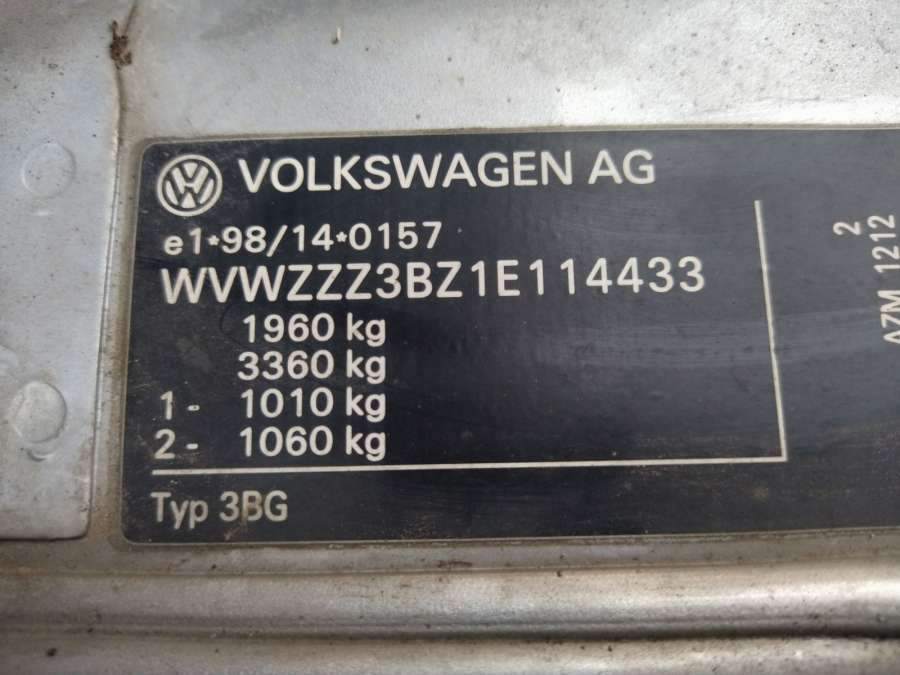 VOLKSWAGEN AG
e1*98/14*0157
WVWZZZ3BZ1E114433
1960 kg
3360 kg
1- 1010 kg
2- 1060 kg
Typ 3BG
2
AZM 1212